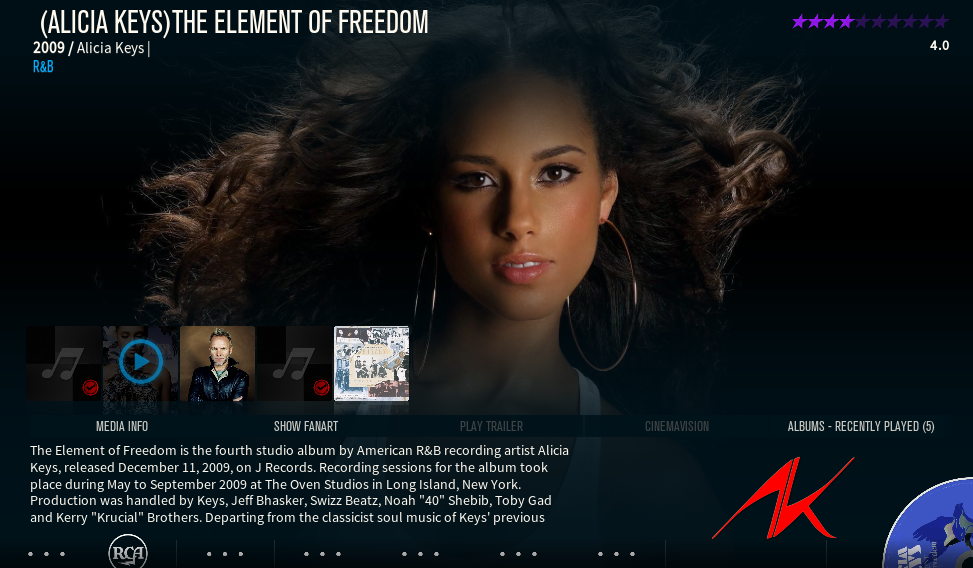 (ALICIA KEYS)THE ELEMENT OF FREEDOM
2009 / Alicia Keys |
R&B
4.0
MEDIA INFO
SHOW FANART
PLAY TRAILER
CINEMAVISION
ALBUMS - RECENTLY PLAYED (5)
The Element of Freedom is the fourth studio album by American R&B recording artist Alicia
Keys, released December 11, 2009, on J Records. Recording sessions for the album took
place during May to September 2009 at The Oven Studios in Long Island, New York.
Production was handled by Keys, Jeff Bhasker, Swizz Beatz, Noah "40" Shebib, Toby Gad
and Kerry "Krucial" Brothers. Departing from the classicist soul music of Keys' previous
RCA